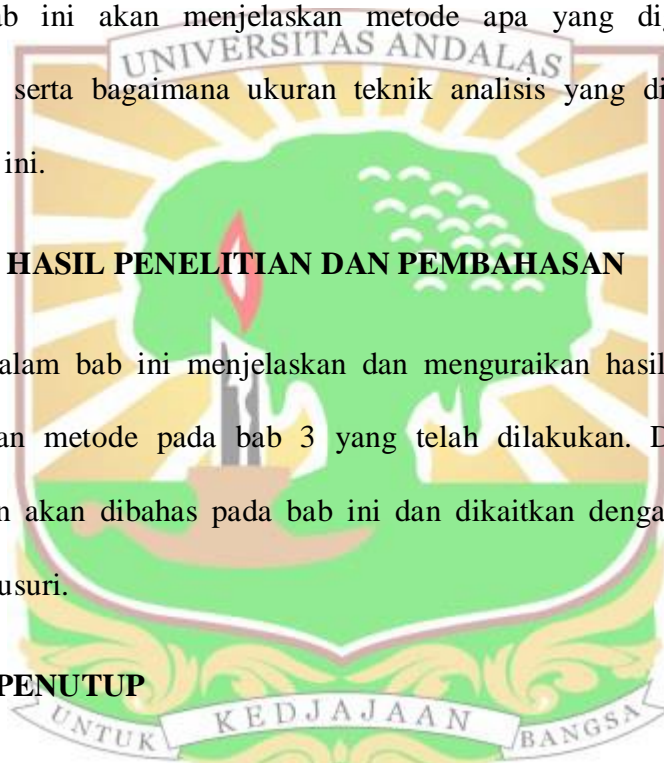 ab ini akan menjelaskan metode apa yang di
UNIVERSITAS ANDALAS
serta bagaimana ukuran teknik analisis yang di
ini.
HASIL PENELITIAN DAN PEMBAHASAN
alam bab ini menjelaskan dan menguraikan hasil
an metode pada bab 3 yang telah dilakukan. D
n akan dibahas pada bab ini dan dikaitkan denga
usuri.
PENUTUP
UNTUK KEDJAJAAN BANGSA